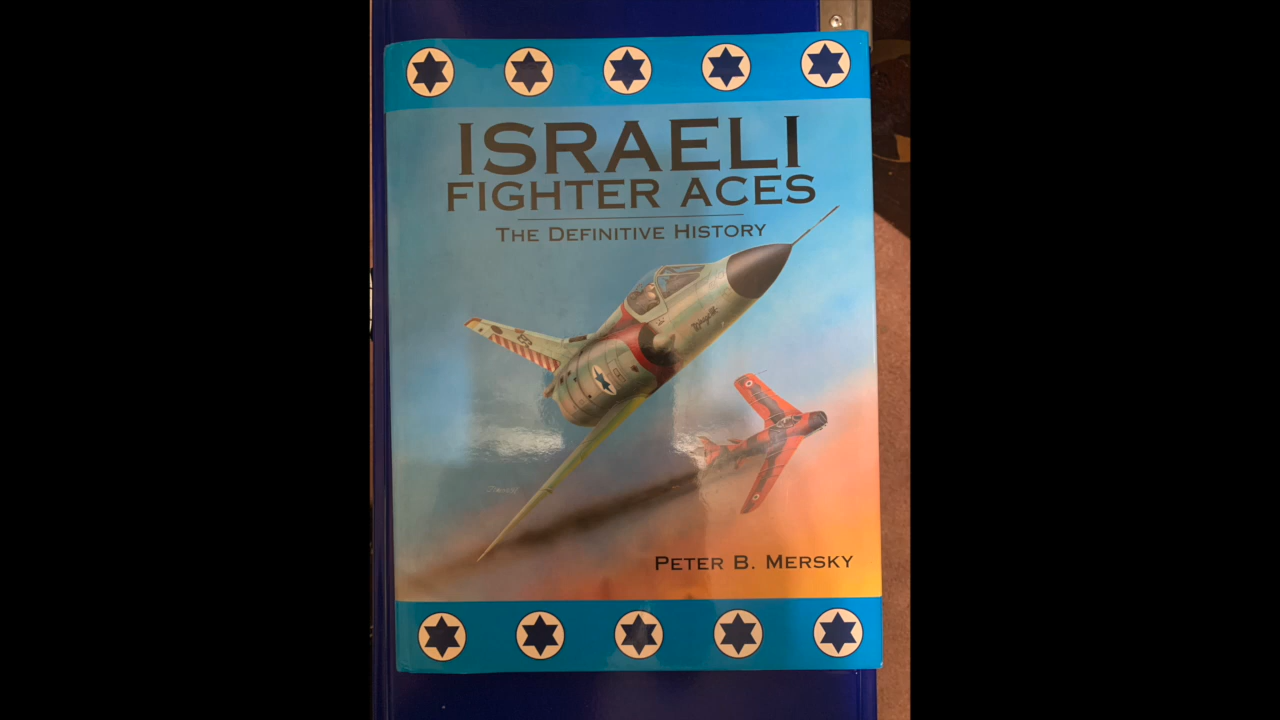 ISRAELI
FIGHTER ACES
THE DEFINITIVE HISTORY
PETER B. MERSKY